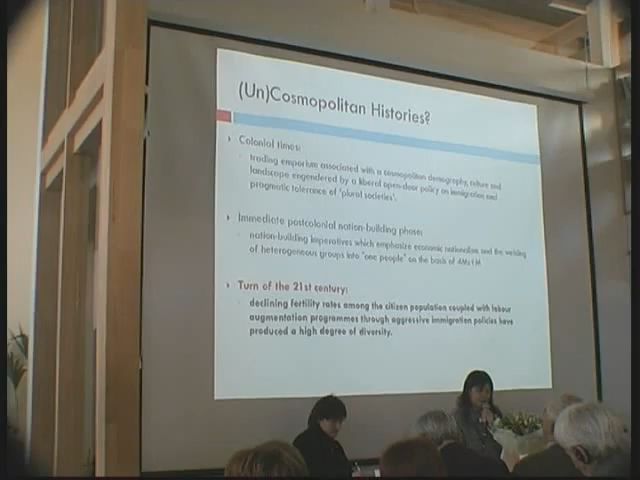 (Un)Cosmopolitan Histories?
Colonial times:
trading emporium associated with a cosmopolitan demography, culture and
landscape engendered by a liberal open-door policy on immigration and
pragmatic tolerance of 'plural societies'.
Immediate postcolonial nation-building phase:
nation-building imperatives which emphasize economic nationalism and the welding
of heterogeneous groups into "one people" on the basis of
Turn of the 21st century:
declining fertility rates among the citizen population coupled with labour
augmentation programmes through aggressive immigration policies have
produced a high degree of diversity.